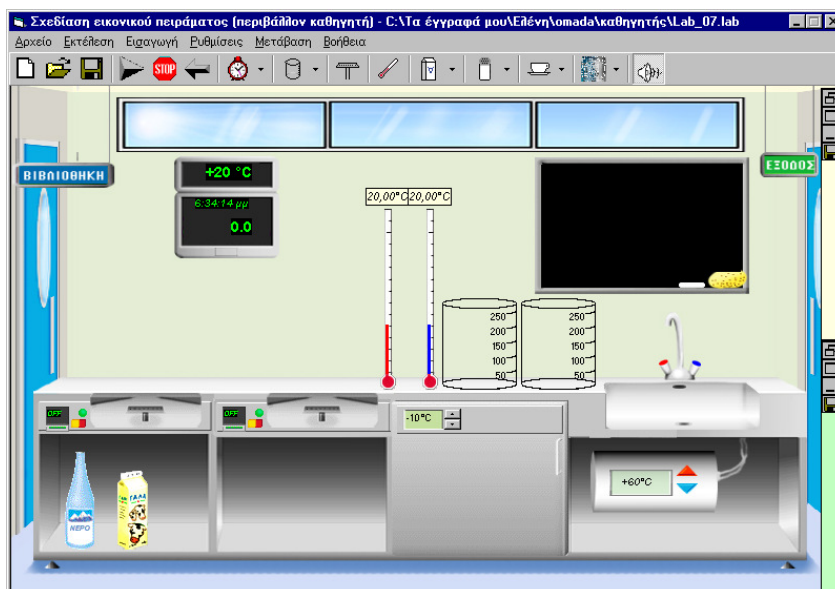 Σχεδίαση εικονικού πειράματος (περιβάλλον καθηγητή) - C:\Τα έγγραφά μου\Ελένη\omada\καθηγητής\Lab_07.lab
Αρχείο Εκτέλεση Εισαγωγή Ρυθμίσεις Μετάβαση Βοήθεια
STOP
ΒΙΒΛΙΟΘΗΚΗ
+20 °C
6:34:14 μμ
0.0
20,00°C 20,00°C
ΕΞΟΔΟΣ
250 250
200 200
150 150
100 100
50 50
OFF
OFF
-10°C
+60°C
ΓΑΛΑ
ΝΕΡΟ